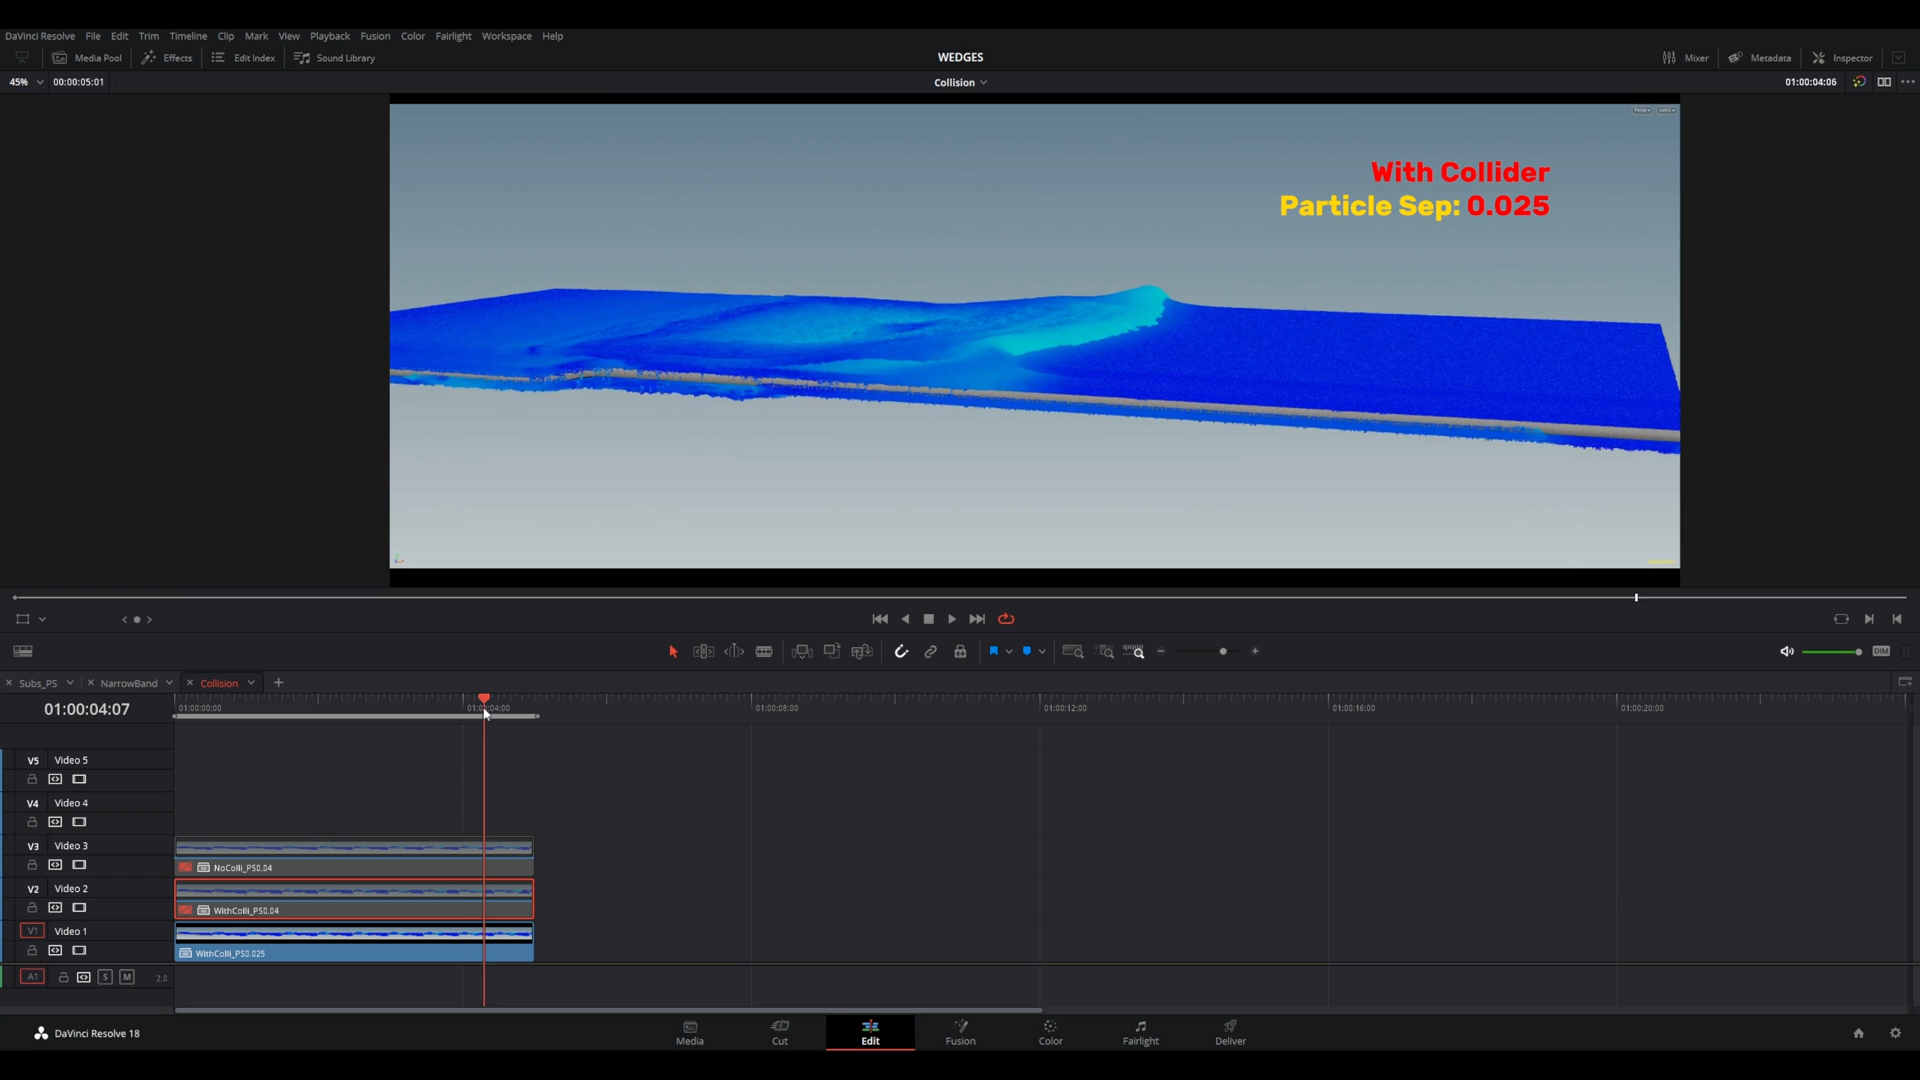 DaVinci Resolve File Edit Trim Timeline Clip Mark View Playback Fusion Color Fairlight Workspace Help
Media Pool Effects Edit Index Sound Library WEDGES Mixer Metadata Inspector
45% 00:00:05:01 Collision 01:00:04:06
With Collider
Particle Sep: 0.025
DIM
Subs_PS NarrowBand Collision
01:00:04:07 01:00:00:00 01:00:04:00 01:00:08:00 01:00:12:00 01:00:16:00 01:00:20:00
V5 Video 5
V4 Video 4
V3 Video 3
NoColli_PS0.04
V2 Video 2
WithColli_PS0.04
V1 Video 1
WithColli_PS0.025
A1 S M 2.0
DaVinci Resolve 18 Media Cut Edit Fusion Color Fairlight Deliver